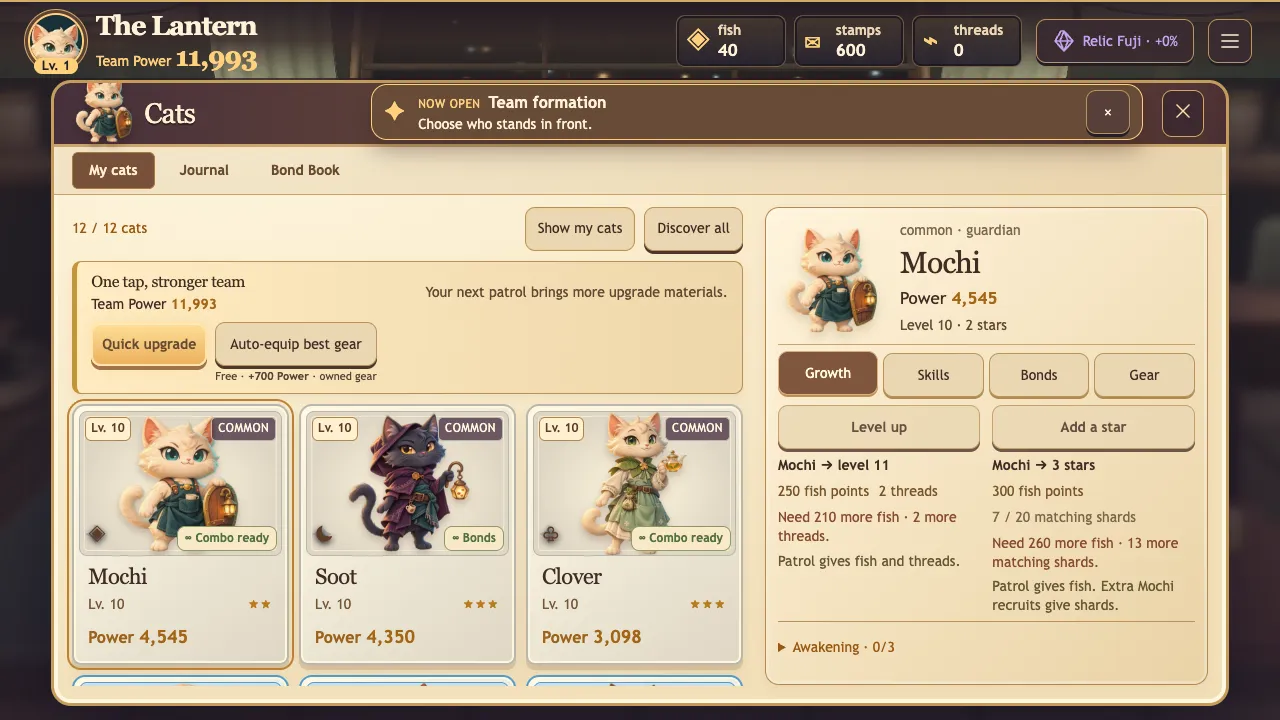 The Lantern
Lv. 1
Team Power 11,993
fish
40
stamps
600
threads
0
Relic Fuji · +0%
Cats
NOW OPEN Team formation
Choose who stands in front.
×
My cats
Journal
Bond Book
12 / 12 cats
Show my cats
Discover all
One tap, stronger team
Team Power 11,993
Your next patrol brings more upgrade materials.
Quick upgrade
Auto-equip best gear
Free · +700 Power · owned gear
Lv. 10
COMMON
∞ Combo ready
Mochi
Lv. 10
★★
Power 4,545
Lv. 10
COMMON
∞ Bonds
Soot
Lv. 10
★★★
Power 4,350
Lv. 10
COMMON
∞ Combo ready
Clover
Lv. 10
★★★
Power 3,098
common · guardian
Mochi
Power 4,545
Level 10 · 2 stars
Growth
Skills
Bonds
Gear
Level up
Mochi → level 11
250 fish points 2 threads
Need 210 more fish · 2 more
threads.
Patrol gives fish and threads.
Add a star
Mochi → 3 stars
300 fish points
7 / 20 matching shards
Need 260 more fish · 13 more
matching shards.
Patrol gives fish. Extra Mochi
recruits give shards.
▶ Awakening · 0/3